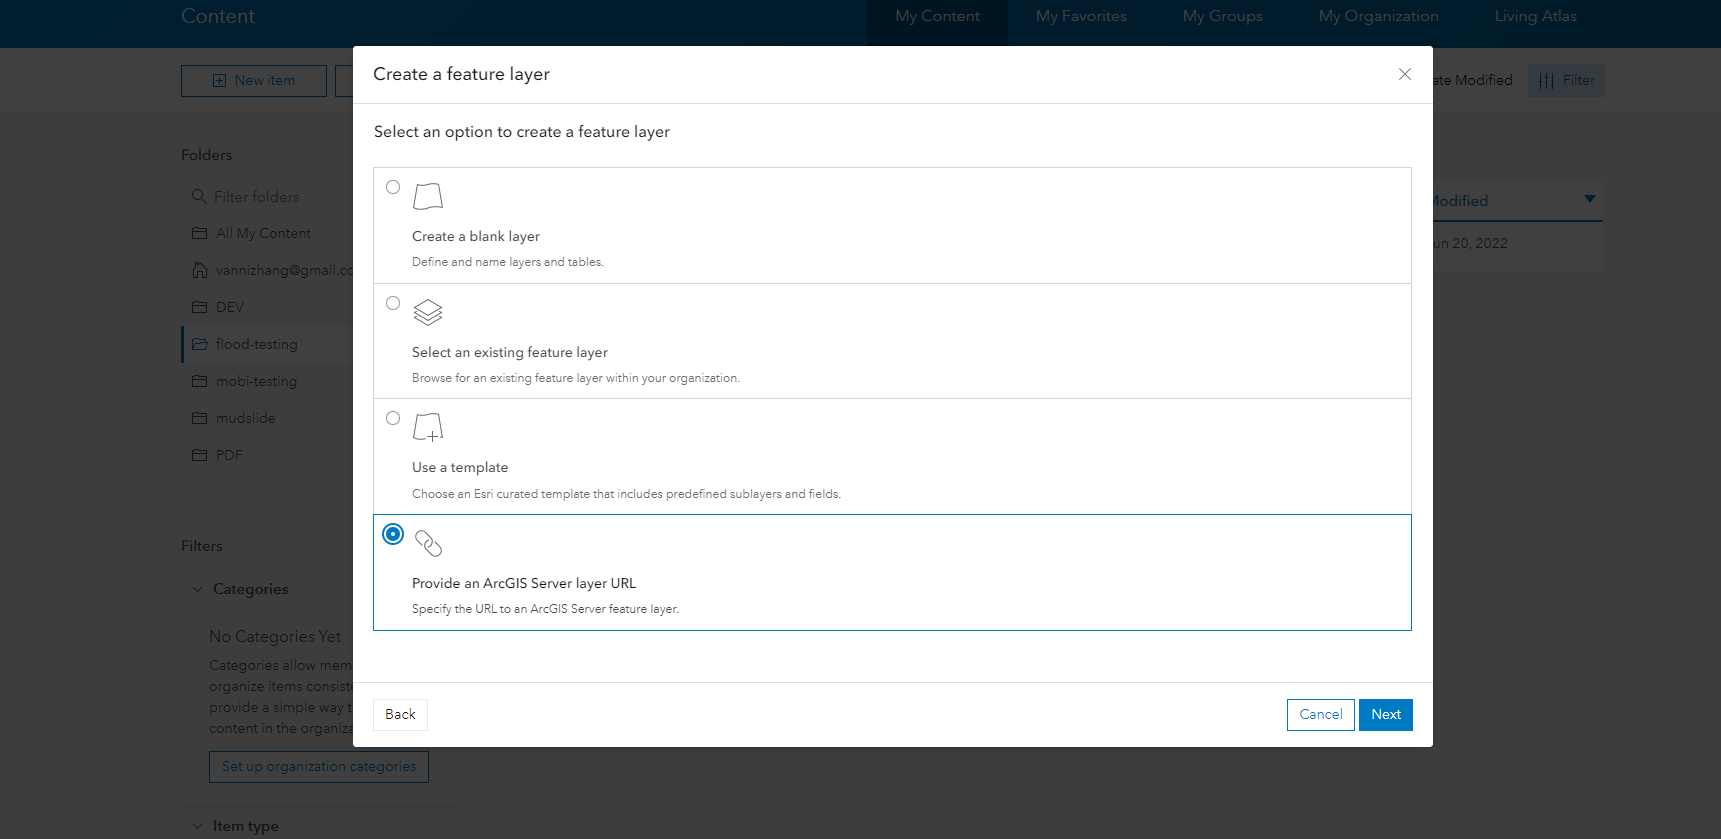 Content
My Content
My Favorites
My Groups
My Organization
Living Atlas
New item
ate Modified
Filter
Create a feature layer
Select an option to create a feature layer
Folders
Filter folders
All My Content
vannizhang@gmail.co
DEV
flood-testing
mobi-testing
mudslide
PDF
Modified
un 20, 2022
Create a blank layer
Define and name layers and tables.
Select an existing feature layer
Browse for an existing feature layer within your organization.
Use a template
Choose an Esri curated template that includes predefined sublayers and fields.
Provide an ArcGIS Server layer URL
Specify the URL to an ArcGIS Server feature layer.
Back
Cancel
Next
Filters
Categories
No Categories Yet
Categories allow mem
organize items consiste
provide a simple way t
content in the organiza
Set up organization categories
Item type